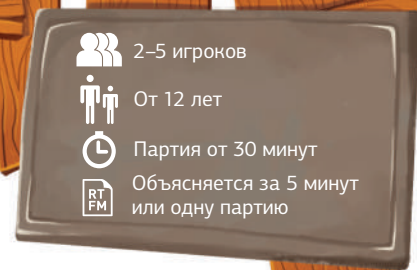 2–5 игроков
От 12 лет
Партия от 30 минут
RT
FM
Объясняется за 5 минут
или одну партию